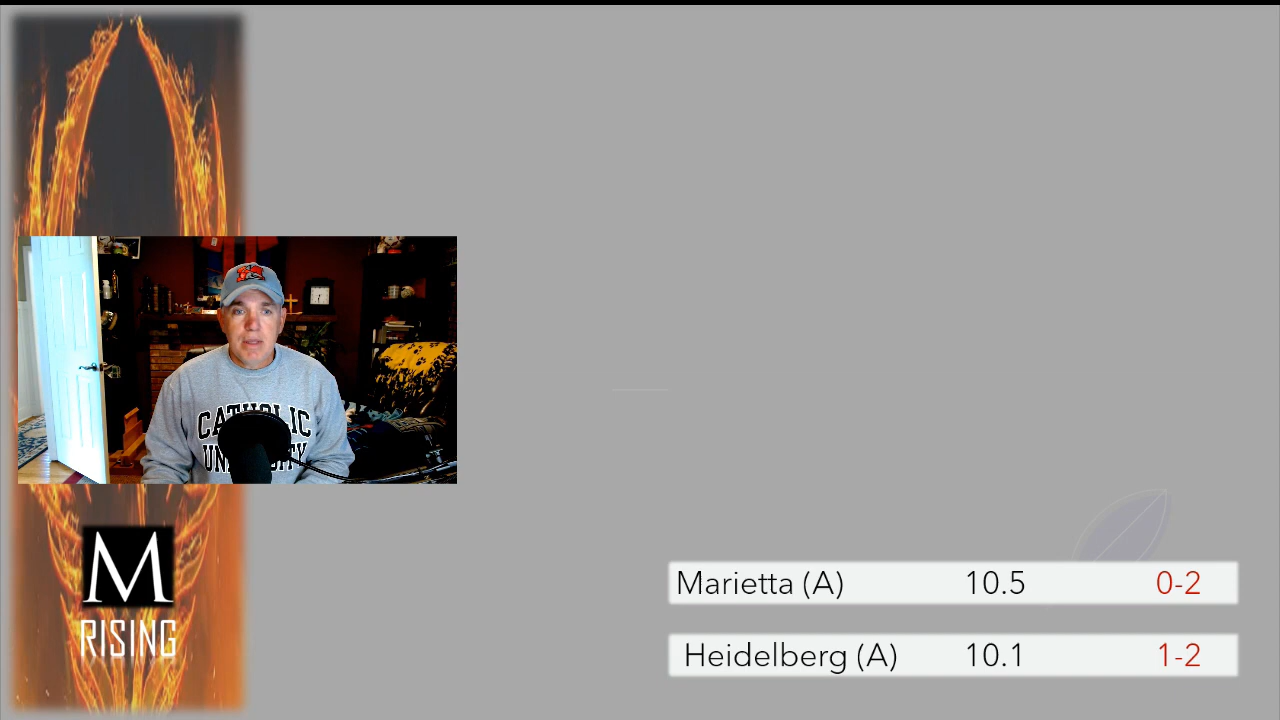 CATHOLIC
UNIVERSITY
M
RISING
Marietta (A) 10.5 0-2
Heidelberg (A) 10.1 1-2